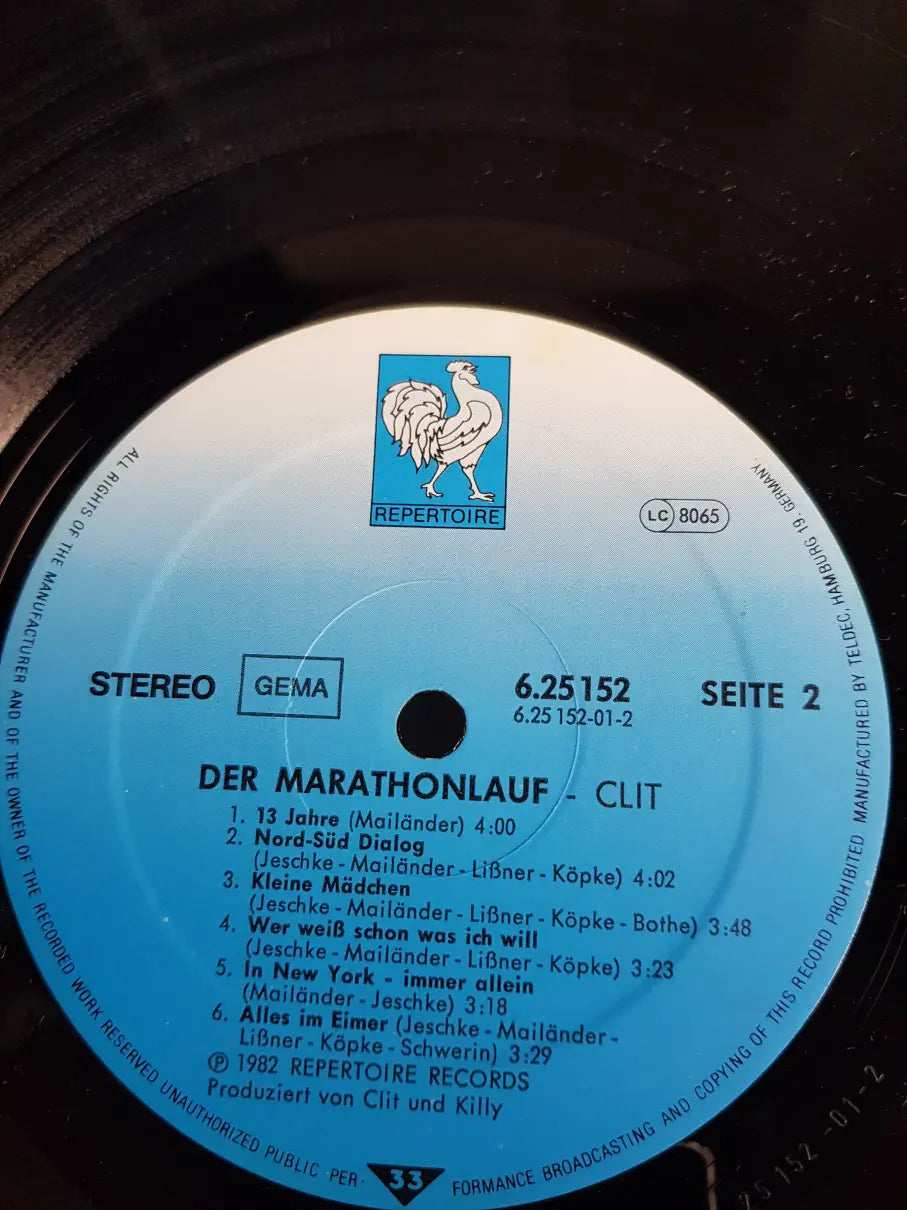 REPERTOIRE
LC 8065
STEREO GEMA 6.25152 SEITE 2
6.25 152-01-2
DER MARATHONLAUF - CLIT
1. 13 Jahre (Mailänder) 4:00
2. Nord-Süd Dialog
(Jeschke - Mailänder - Lißner - Köpke) 4:02
3. Kleine Mädchen
(Jeschke - Mailänder - Lißner - Köpke - Bothe) 3:48
4. Wer weiß schon was ich will
(Jeschke - Mailänder - Lißner - Köpke) 3:23
5. In New York - immer allein
(Mailänder - Jeschke) 3:18
6. Alles im Eimer (Jeschke - Mailänder -
Lißner - Köpke - Schwerin) 3:29
℗ 1982 REPERTOIRE RECORDS
Produziert von Clit und Killy
ALL RIGHTS OF THE MANUFACTURER AND OF THE OWNER OF THE RECORDED WORK RESERVED UNAUTHORIZED PUBLIC PER- 33 FORMANCE BROADCASTING AND COPYING OF THIS RECORD PROHIBITED MANUFACTURED BY TELDEC, HAMBURG 19. GERMANY
25 152-01-2